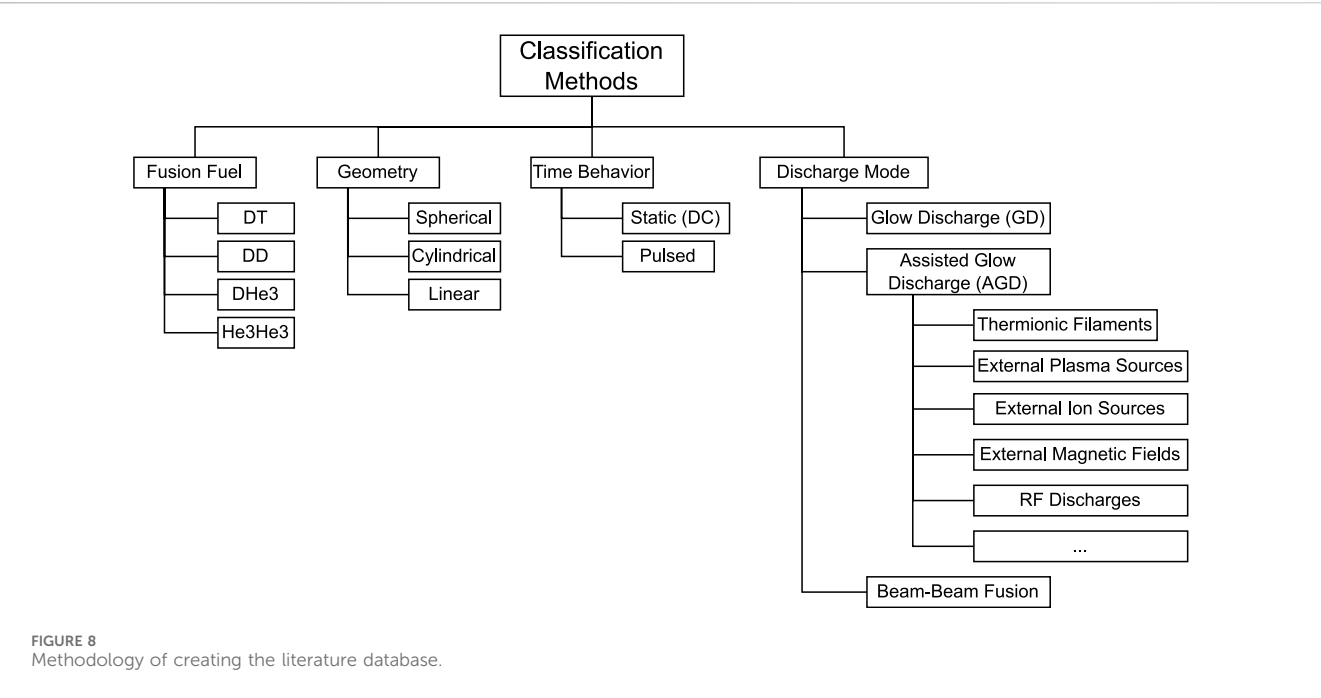 Classification
Methods
Fusion Fuel
DT
DD
DHe3
He3He3
Geometry
Spherical
Cylindrical
Linear
Time Behavior
Static (DC)
Pulsed
Discharge Mode
Glow Discharge (GD)
Assisted Glow
Discharge (AGD)
Thermionic Filaments
External Plasma Sources
External Ion Sources
External Magnetic Fields
RF Discharges
...
Beam-Beam Fusion
FIGURE 8
Methodology of creating the literature database.